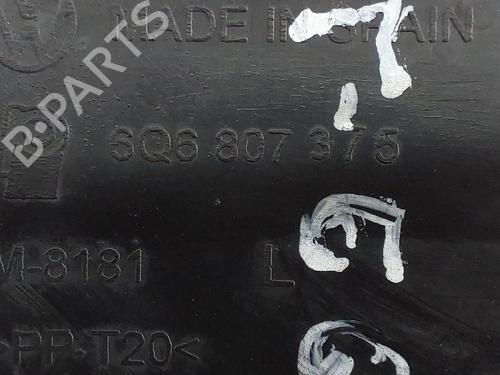 MADE IN SPAIN
B-PARTS
6Q6 807 375
M-8181 L
>PP-T20<